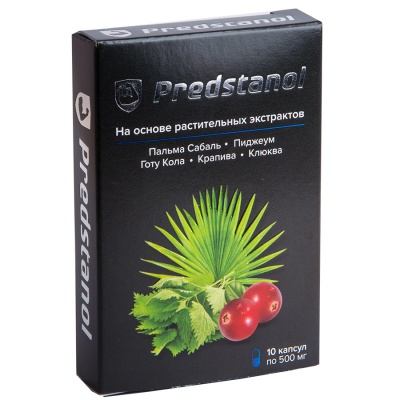 Predstanol
На основе растительных экстрактов
Пальма Сабаль • Пиджеум
Готу Кола • Крапива • Клюква
10 капсул
по 500 мг
Predstanol